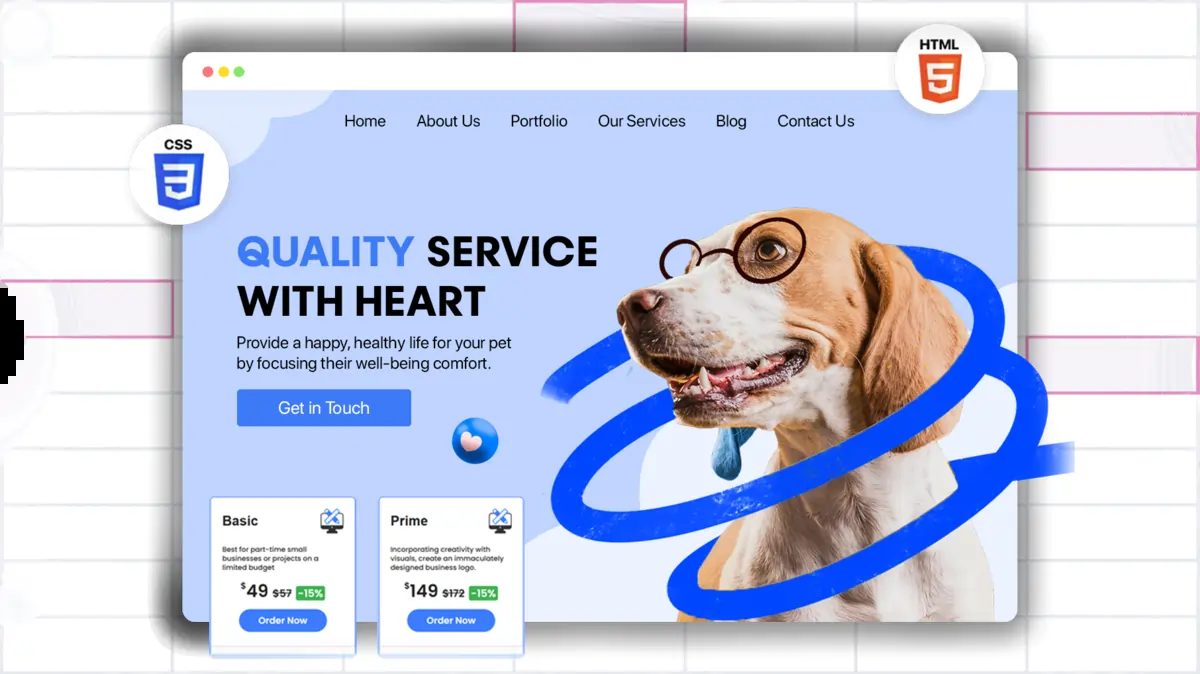 HTML
5
CSS
3
Home About Us Portfolio Our Services Blog Contact Us
QUALITY SERVICE
WITH HEART
Provide a happy, healthy life for your pet
by focusing their well-being comfort.
Get in Touch
Basic
Best for part-time small
businesses or projects on a
limited budget
$49 $57 -15%
Order Now
Prime
Incorporating creativity with
visuals, create an immaculately
designed business logo.
$149 $172 -15%
Order Now